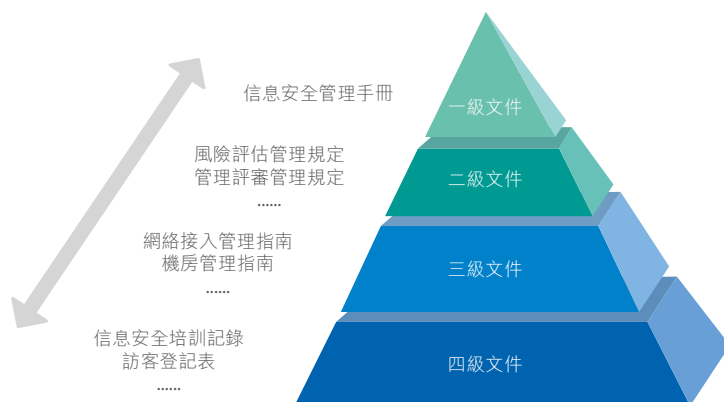 信息安全管理手冊
一級文件
風險評估管理規定
管理評審管理規定
......
二級文件
網絡接入管理指南
機房管理指南
......
三級文件
信息安全培訓記錄
訪客登記表
......
四級文件